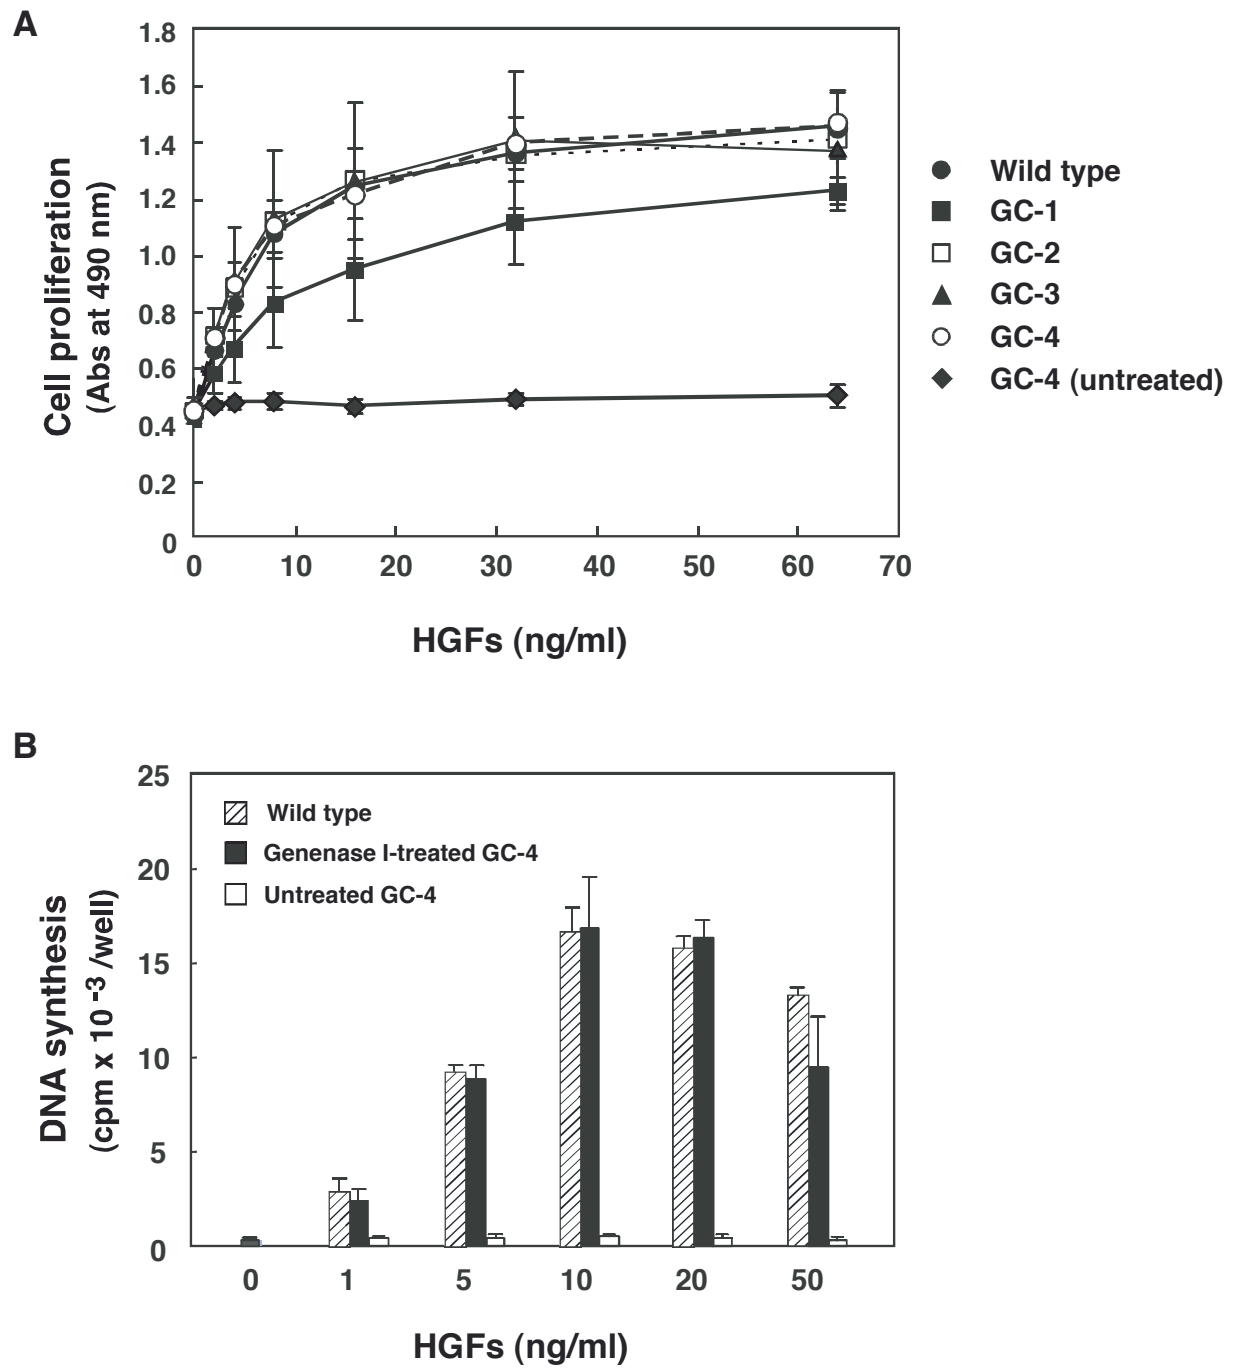 A
1.8
1.6
1.4
1.2
1.0
0.8
0.6
0.4
0.2
0
Cell proliferation
(Abs at 490 nm)
0 10 20 30 40 50 60 70
HGFs (ng/ml)
Wild type
GC-1
GC-2
GC-3
GC-4
GC-4 (untreated)
B
25
20
15
10
5
0
DNA synthesis
(cpm x 10 -3 /well)
Wild type
Genenase I-treated GC-4
Untreated GC-4
0 1 5 10 20 50
HGFs (ng/ml)